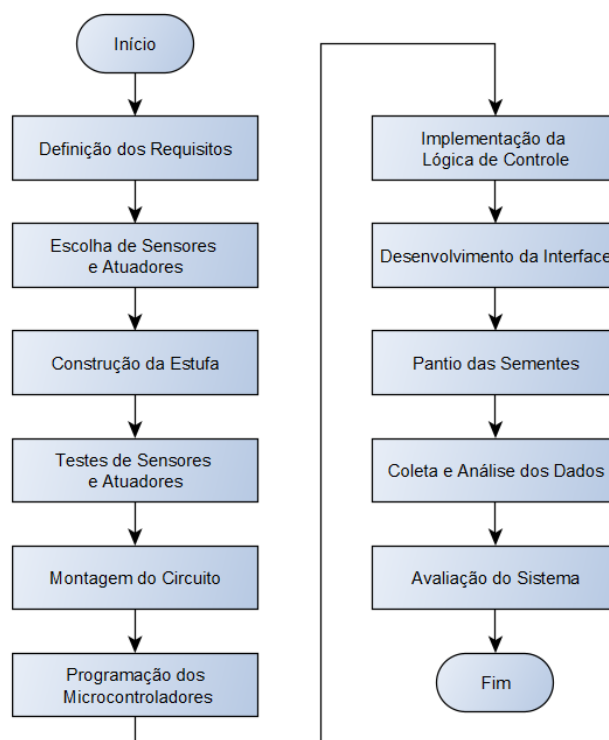 Início
Definição dos Requisitos
Escolha de Sensores
e Atuadores
Construção da Estufa
Testes de Sensores
e Atuadores
Montagem do Circuito
Programação dos
Microcontroladores
Implementação da
Lógica de Controle
Desenvolvimento da Interface
Pantio das Sementes
Coleta e Análise dos Dados
Avaliação do Sistema
Fim